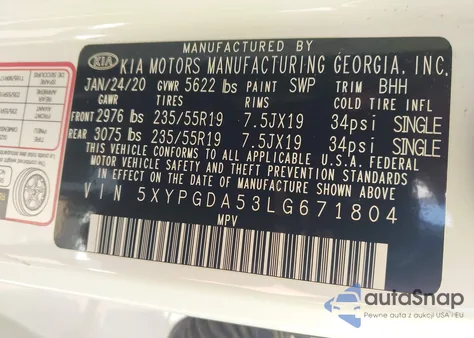 MANUFACTURED BY
KIA KIA MOTORS MANUFACTURING GEORGIA, INC.
JAN/24/20 GVWR 5622 lbs PAINT SWP TRIM BHH
GAWR TIRES RIMS COLD TIRE INFL
FRONT 2976 lbs 235/55R19 7.5JX19 34psi SINGLE
REAR 3075 lbs 235/55R19 7.5JX19 34psi SINGLE
THIS VEHICLE CONFORMS TO ALL APPLICABLE U.S.A. FEDERAL
MOTOR VEHICLE SAFETY AND THEFT PREVENTION STANDARDS
IN EFFECT ON THE DATE OF MANUFACTURE SHOWN ABOVE.
VIN 5XYPGDA53LG671804
MPV
autoSnap
Pewne auta z aukcji USA i EU